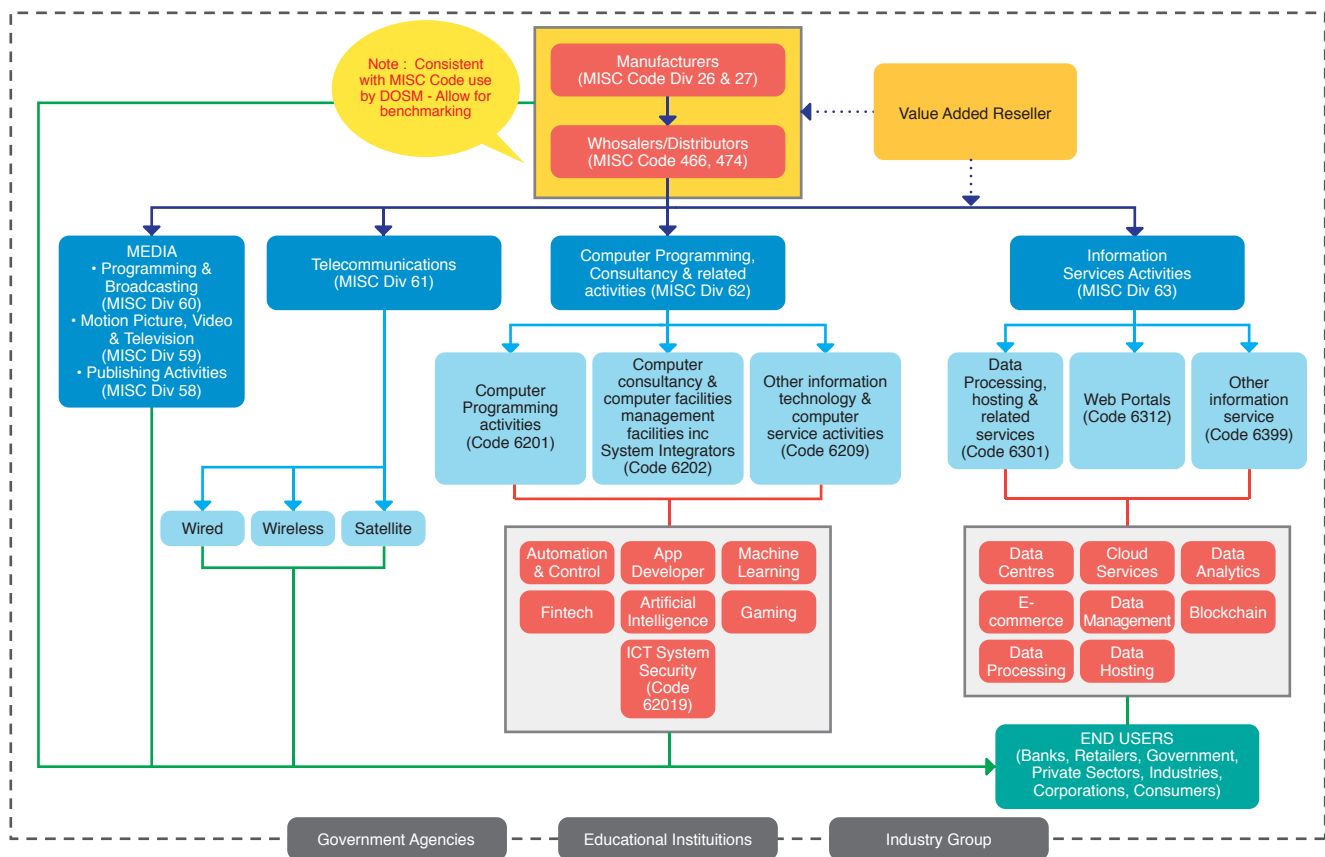 Note : Consistent
with MISC Code use
by DOSM - Allow for
benchmarking
Manufacturers
(MISC Code Div 26 & 27)
Whosalers/Distributors
(MISC Code 466, 474)
Value Added Reseller
MEDIA
• Programming &
Broadcasting
(MISC Div 60)
• Motion Picture, Video
& Television
(MISC Div 59)
• Publishing Activities
(MISC Div 58)
Telecommunications
(MISC Div 61)
Computer Programming,
Consultancy & related
activities (MISC Div 62)
Information
Services Activities
(MISC Div 63)
Computer
Programming
activities
(Code 6201)
Computer
consultancy &
computer facilities
management
facilities inc
System Integrators
(Code 6202)
Other information
technology &
computer
service activities
(Code 6209)
Data
Processing,
hosting &
related
services
(Code 6301)
Web Portals
(Code 6312)
Other
information
service
(Code 6399)
Wired
Wireless
Satellite
Automation
& Control
App
Developer
Machine
Learning
Fintech
Artificial
Intelligence
Gaming
ICT System
Security
(Code
62019)
Data
Centres
Cloud
Services
Data
Analytics
E-
commerce
Data
Management
Blockchain
Data
Processing
Data
Hosting
END USERS
(Banks, Retailers, Government,
Private Sectors, Industries,
Corporations, Consumers)
Government Agencies
Educational Instituitions
Industry Group